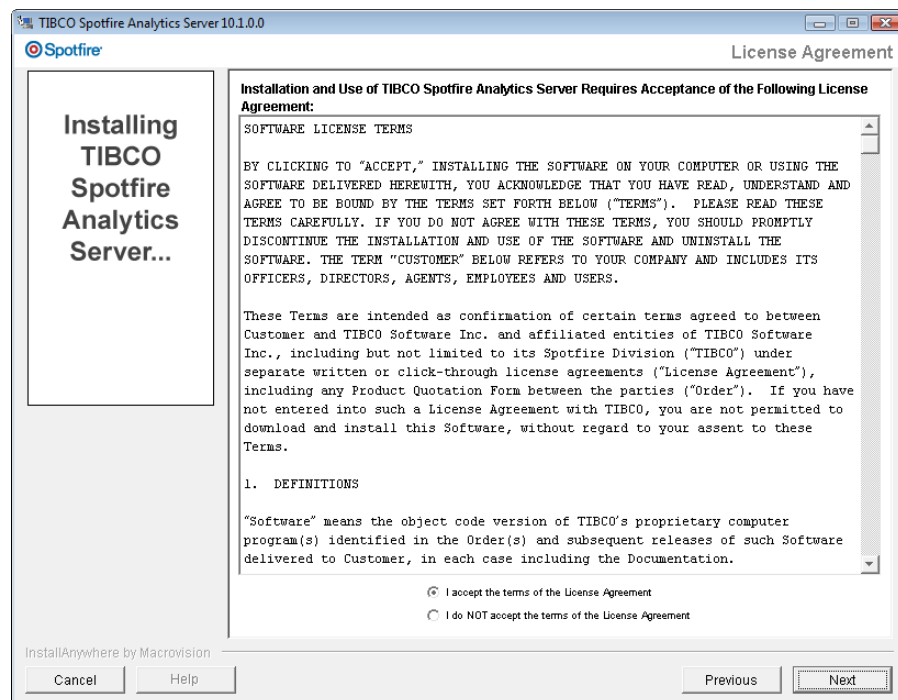 TIBCO Spotfire Analytics Server 10.1.0.0
Spotfire
License Agreement
Installing
TIBCO
Spotfire
Analytics
Server...
Installation and Use of TIBCO Spotfire Analytics Server Requires Acceptance of the Following License
Agreement:
SOFTWARE LICENSE TERMS
BY CLICKING TO "ACCEPT," INSTALLING THE SOFTWARE ON YOUR COMPUTER OR USING THE
SOFTWARE DELIVERED HEREWITH, YOU ACKNOWLEDGE THAT YOU HAVE READ, UNDERSTAND AND
AGREE TO BE BOUND BY THE TERMS SET FORTH BELOW ("TERMS").  PLEASE READ THESE
TERMS CAREFULLY. IF YOU DO NOT AGREE WITH THESE TERMS, YOU SHOULD PROMPTLY
DISCONTINUE THE INSTALLATION AND USE OF THE SOFTWARE AND UNINSTALL THE
SOFTWARE. THE TERM "CUSTOMER" BELOW REFERS TO YOUR COMPANY AND INCLUDES ITS
OFFICERS, DIRECTORS, AGENTS, EMPLOYEES AND USERS.
These Terms are intended as confirmation of certain terms agreed to between
Customer and TIBCO Software Inc. and affiliated entities of TIBCO Software
Inc., including but not limited to its Spotfire Division ("TIBCO") under
separate written or click-through license agreements ("License Agreement"),
including any Product Quotation Form between the parties ("Order").  If you have
not entered into such a License Agreement with TIBCO, you are not permitted to
download and install this Software, without regard to your assent to these
Terms.
1.  DEFINITIONS
"Software" means the object code version of TIBCO's proprietary computer
program(s) identified in the Order(s) and subsequent releases of such Software
delivered to Customer, in each case including the Documentation.
I accept the terms of the License Agreement
I do NOT accept the terms of the License Agreement
InstallAnywhere by Macrovision
Cancel
Help
Previous
Next